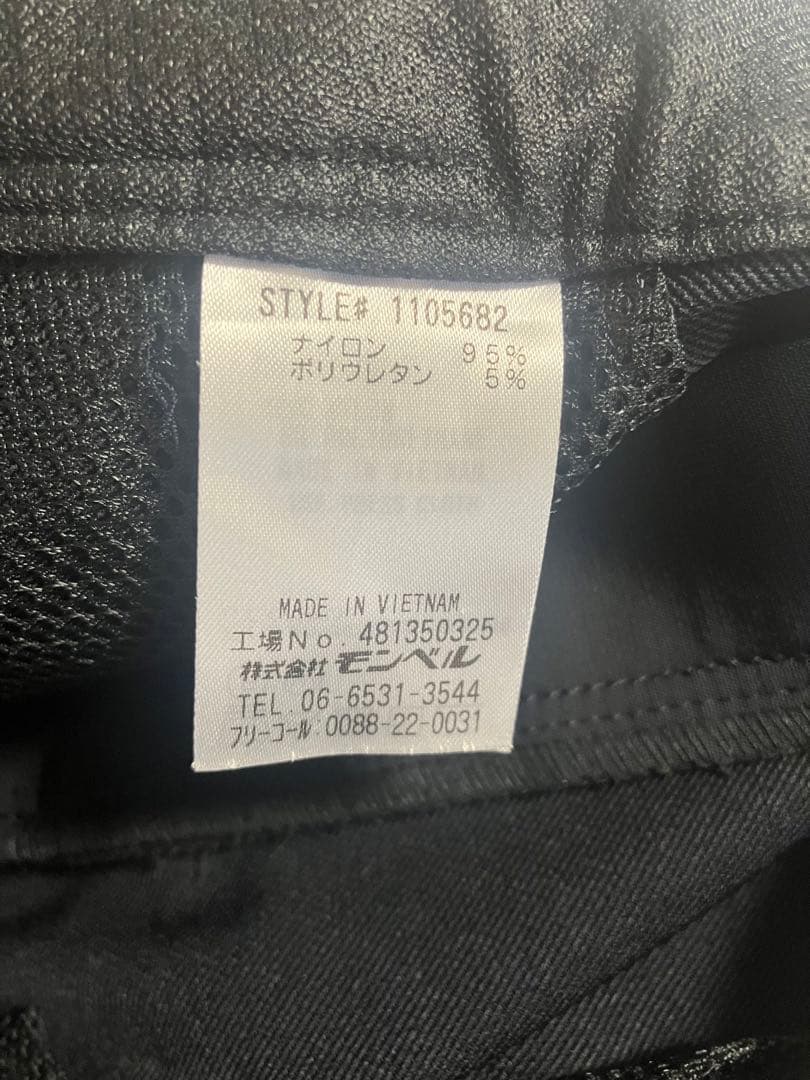 STYLE# 1105682
ナイロン 95%
ポリウレタン 5%
MADE IN VIETNAM
工場No. 481350325
株式会社 モンベル
TEL. 06-6531-3544
フリーコール:0088-22-0031